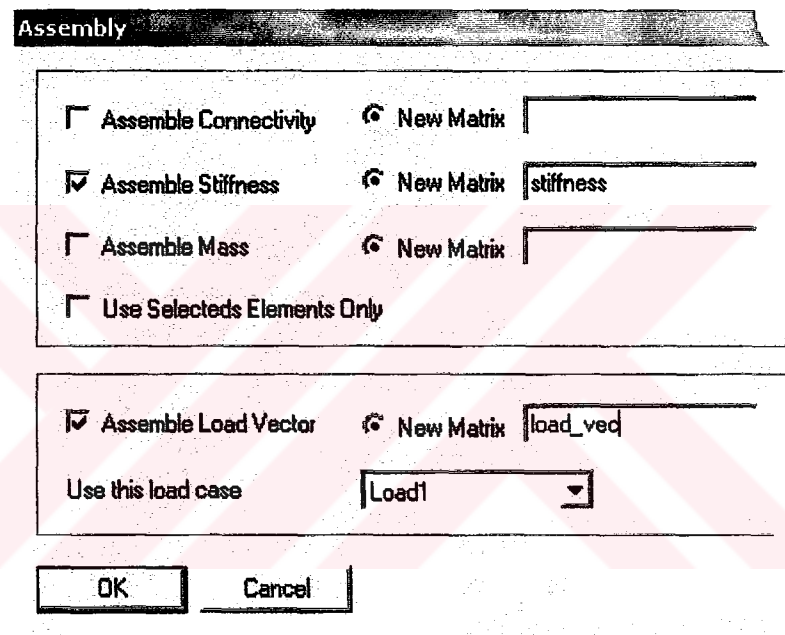 Assembly
Assemble Connectivity New Matrix
Assemble Stiffness New Matrix stiffness
Assemble Mass New Matrix
Use Selecteds Elements Only
Assemble Load Vector New Matrix load_vec
Use this load case Load1
OK Cancel